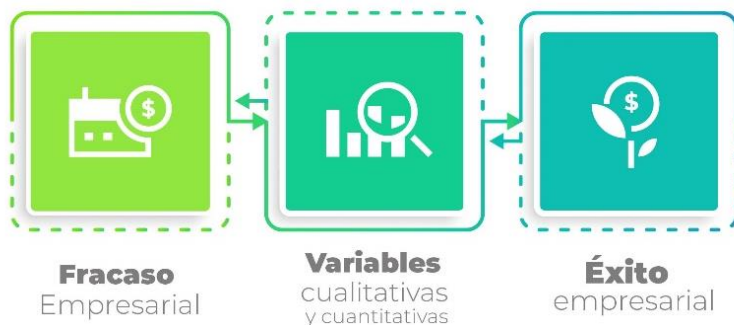 $
$
Fracaso
Empresarial
Variables
cualitativas
y cuantitativas
Éxito
empresarial